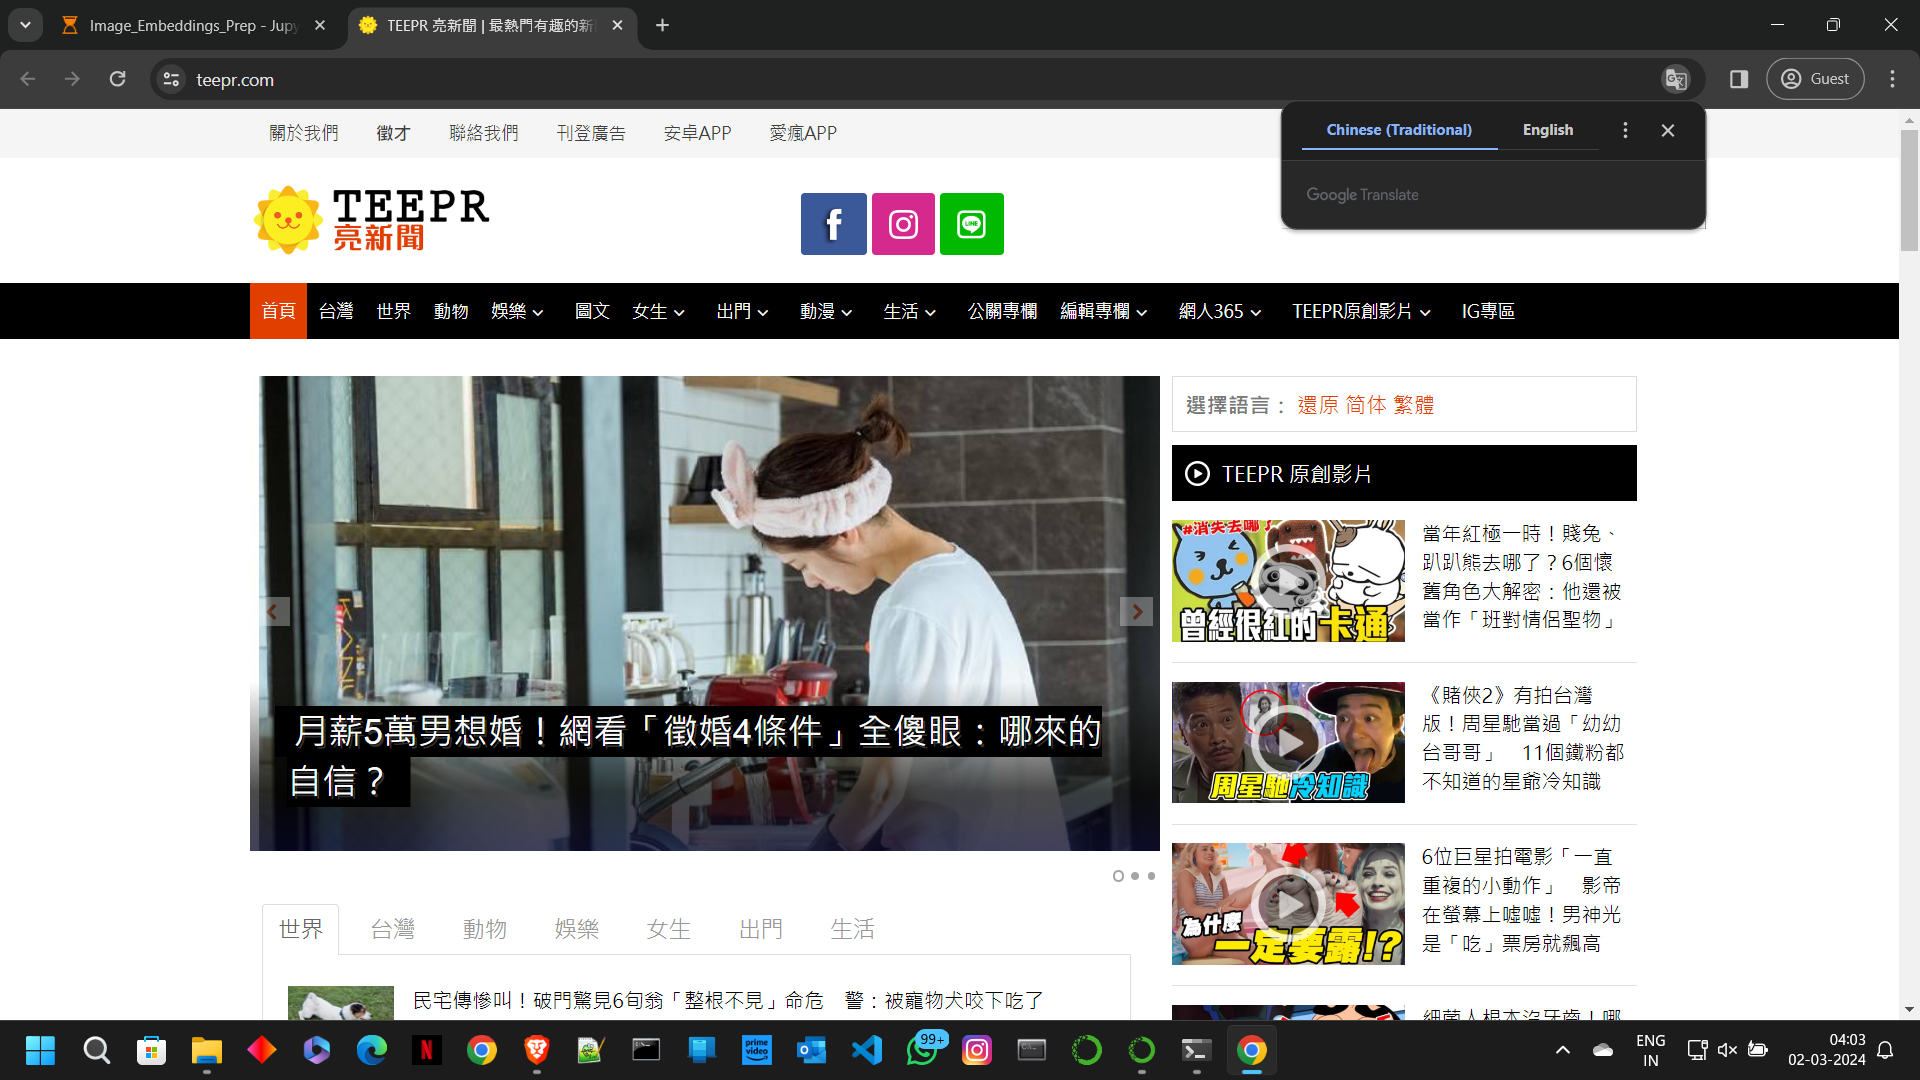 Image_Embeddings_Prep - Jupy
TEEPR 亮新聞 | 最熱門有趣的新
teepr.com
Guest
Chinese (Traditional)
English
Google Translate
關於我們
徵才
聯絡我們
刊登廣告
安卓APP
愛瘋APP
TEEPR
亮新聞
LINE
首頁
台灣
世界
動物
娛樂
圖文
女生
出門
動漫
生活
公關專欄
編輯專欄
網人365
TEEPR原創影片
IG專區
月薪5萬男想婚！網看「徵婚4條件」全傻眼：哪來的
自信？
選擇語言： 還原 简体 繁體
TEEPR 原創影片
#消失去哪了
曾經很紅的卡通
當年紅極一時！賤兔、
趴趴熊去哪了？6個懷
舊角色大解密：他還被
當作「班對情侶聖物」
周星馳冷知識
《賭俠2》有拍台灣
版！周星馳當過「幼幼
台哥哥」　11個鐵粉都
不知道的星爺冷知識
為什麼
一定要露!?
6位巨星拍電影「一直
重複的小動作」　影帝
在螢幕上噓噓！男神光
是「吃」票房就飆高
世界
台灣
動物
娛樂
女生
出門
生活
民宅傳慘叫！破門驚見6旬翁「整根不見」命危　警：被寵物犬咬下吃了
prime
video
99+
ENG
IN
04:03
02-03-2024